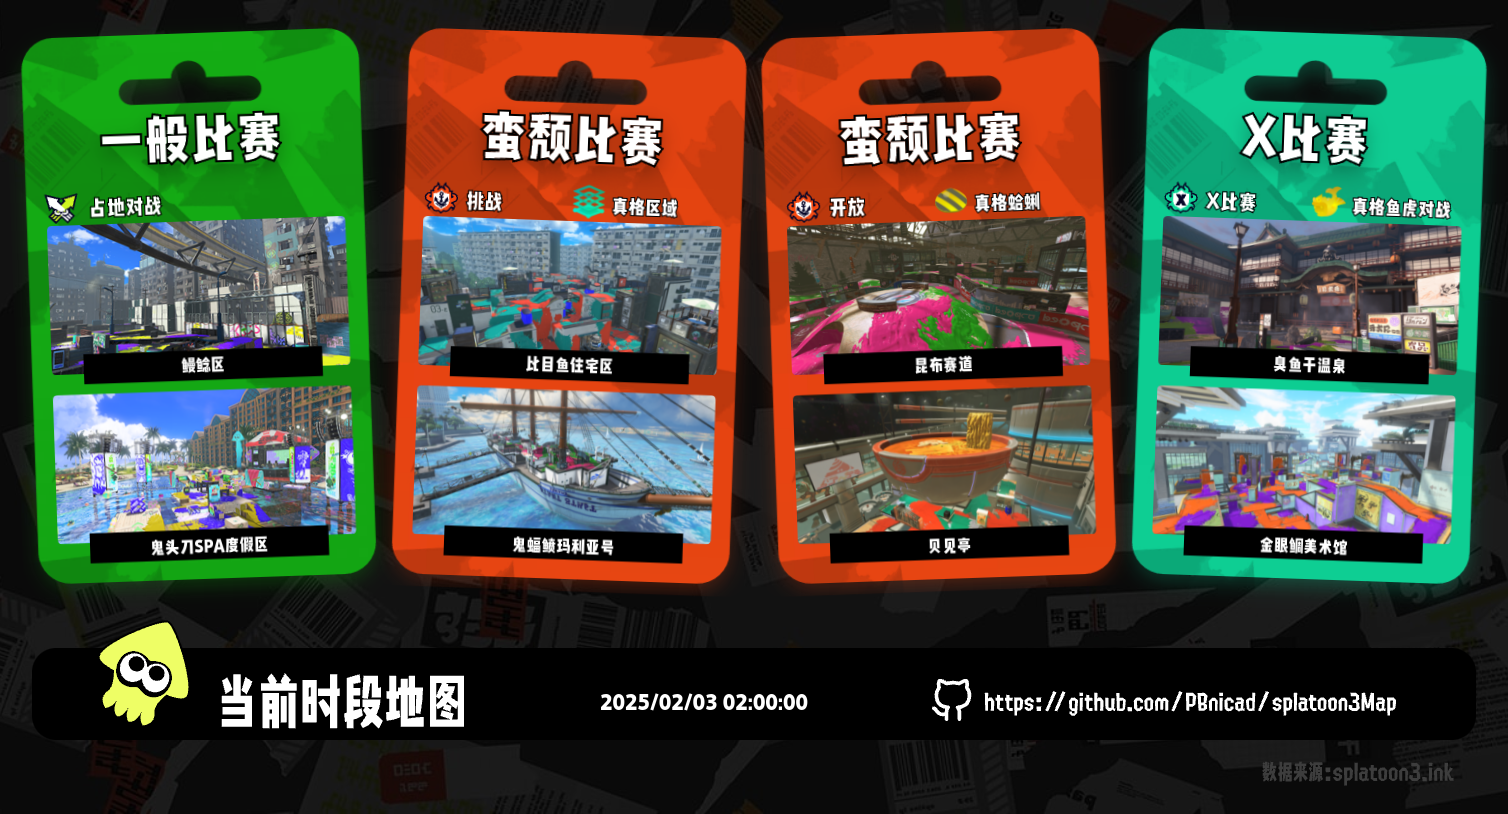 一般比赛
占地对战
鳗鲶区
鬼头刀SPA度假区
蛮颓比赛
挑战
真格区域
比目鱼住宅区
鬼蝠鲼玛利亚号
蛮颓比赛
开放
真格蛤蜊
昆布赛道
贝贝亭
X比赛
X比赛
真格鱼虎对战
臭鱼干温泉
金眼鲷美术馆
当前时段地图
2025/02/03 02:00:00
https://github.com/PBnicad/splatoon3Map
数据来源:splatoon3.ink